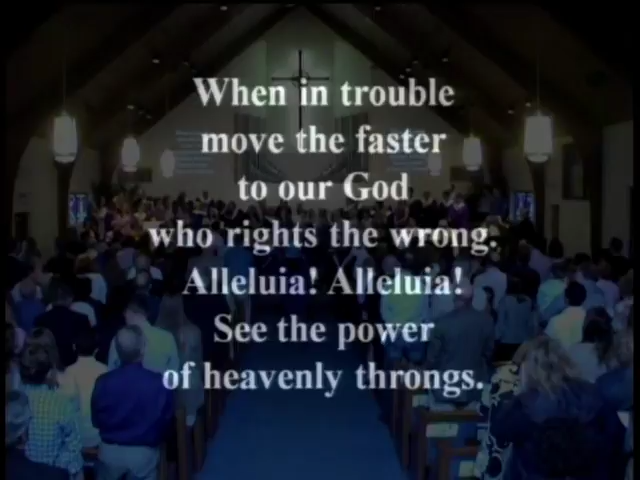 When in trouble
move the faster
to our God
who rights the wrong.
Alleluia! Alleluia!
See the power
of heavenly throngs.